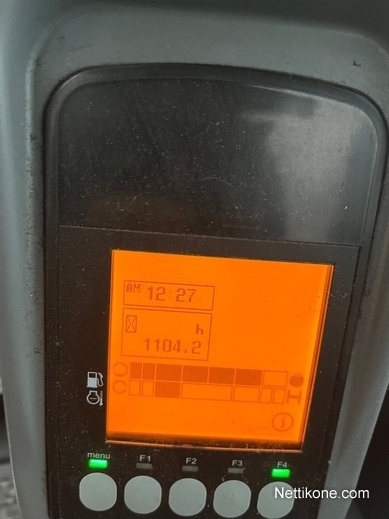 AM 12 27
h
1104.2
menu F1 F2 F3 F4
Nettikone.com